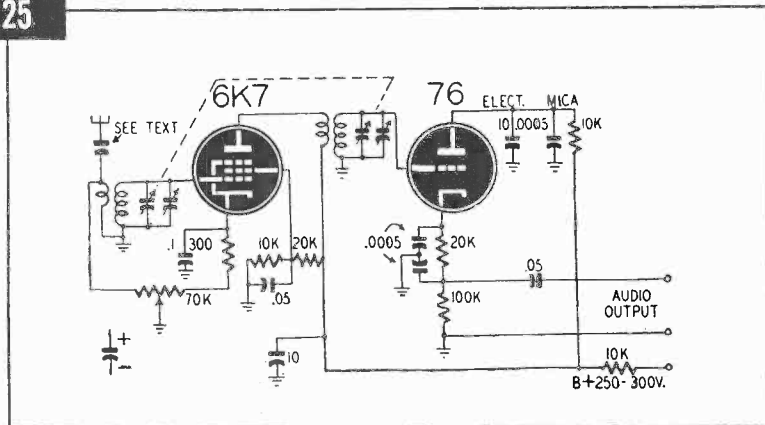 25
6K7
76
ELECT.
MICA
10
.0005
10K
SEE TEXT
.1
300
10K
20K
.0005
20K
.05
70K
.05
100K
AUDIO
OUTPUT
+
-
10
10K
B+250-300V.